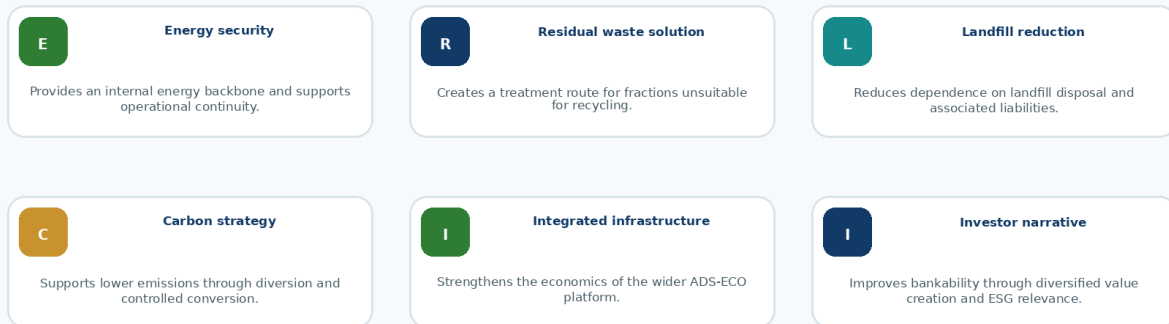 E
Energy security
Provides an internal energy backbone and supports
operational continuity.
R
Residual waste solution
Creates a treatment route for fractions unsuitable
for recycling.
L
Landfill reduction
Reduces dependence on landfill disposal and
associated liabilities.
C
Carbon strategy
Supports lower emissions through diversion and
controlled conversion.
I
Integrated infrastructure
Strengthens the economics of the wider ADS-ECO
platform.
I
Investor narrative
Improves bankability through diversified value
creation and ESG relevance.